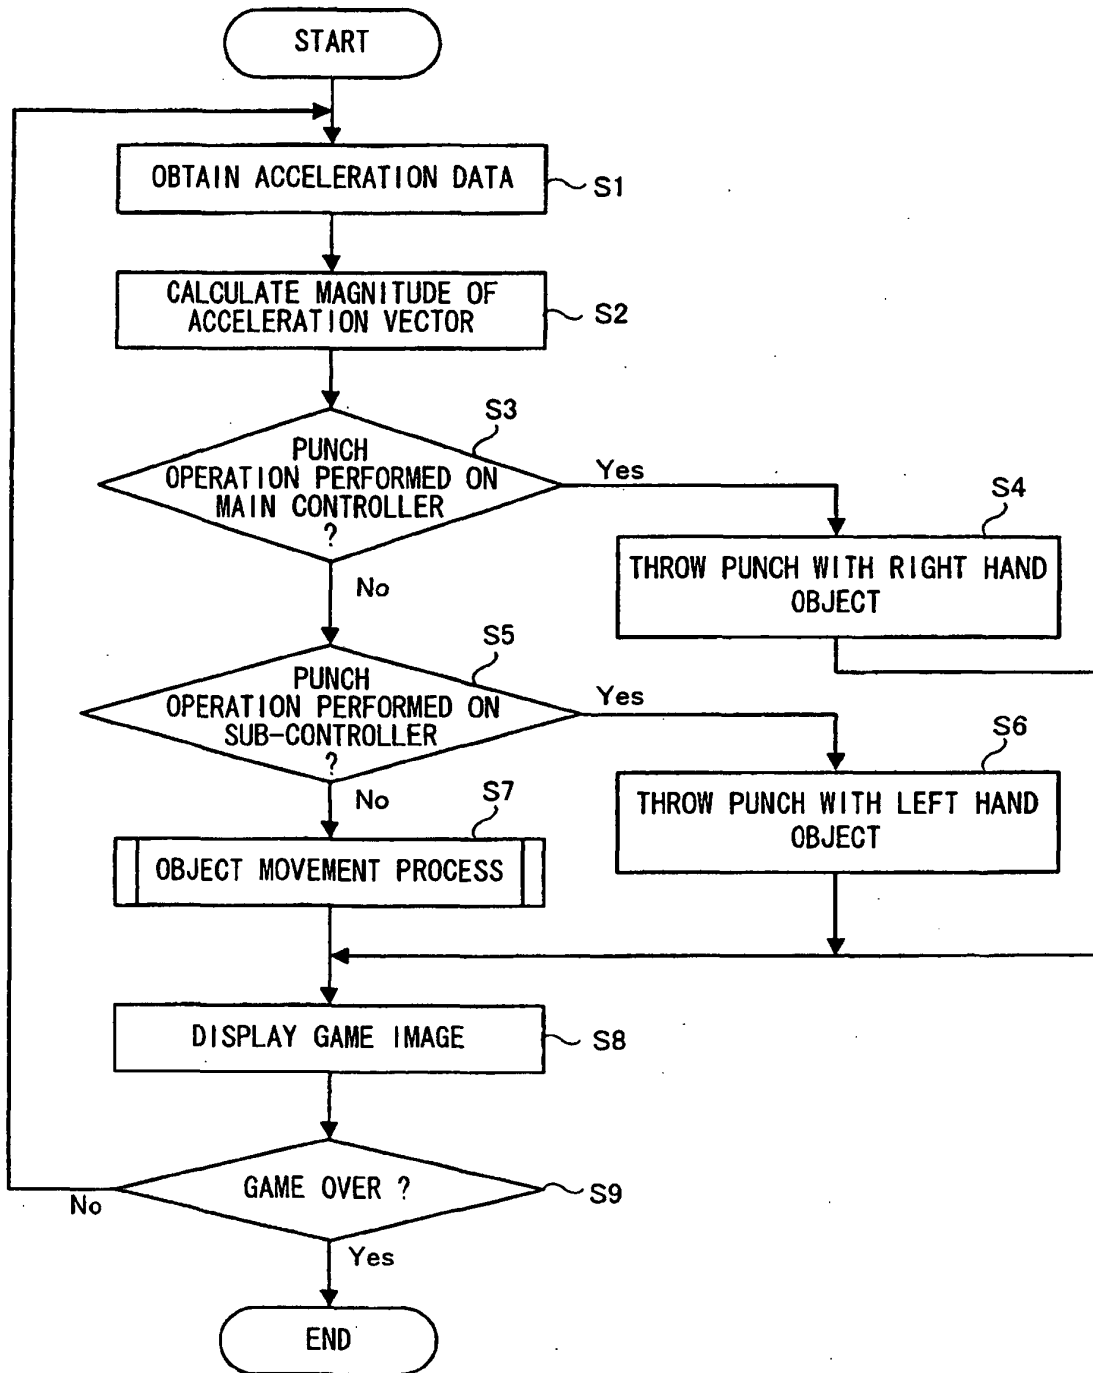 START
OBTAIN ACCELERATION DATA
S1
CALCULATE MAGNITUDE OF
ACCELERATION VECTOR
S2
S3
PUNCH
OPERATION PERFORMED ON
MAIN CONTROLLER
?
Yes
No
S4
THROW PUNCH WITH RIGHT HAND
OBJECT
S5
PUNCH
OPERATION PERFORMED ON
SUB-CONTROLLER
?
Yes
No
S6
THROW PUNCH WITH LEFT HAND
OBJECT
S7
OBJECT MOVEMENT PROCESS
DISPLAY GAME IMAGE
S8
GAME OVER ?
S9
No
Yes
END